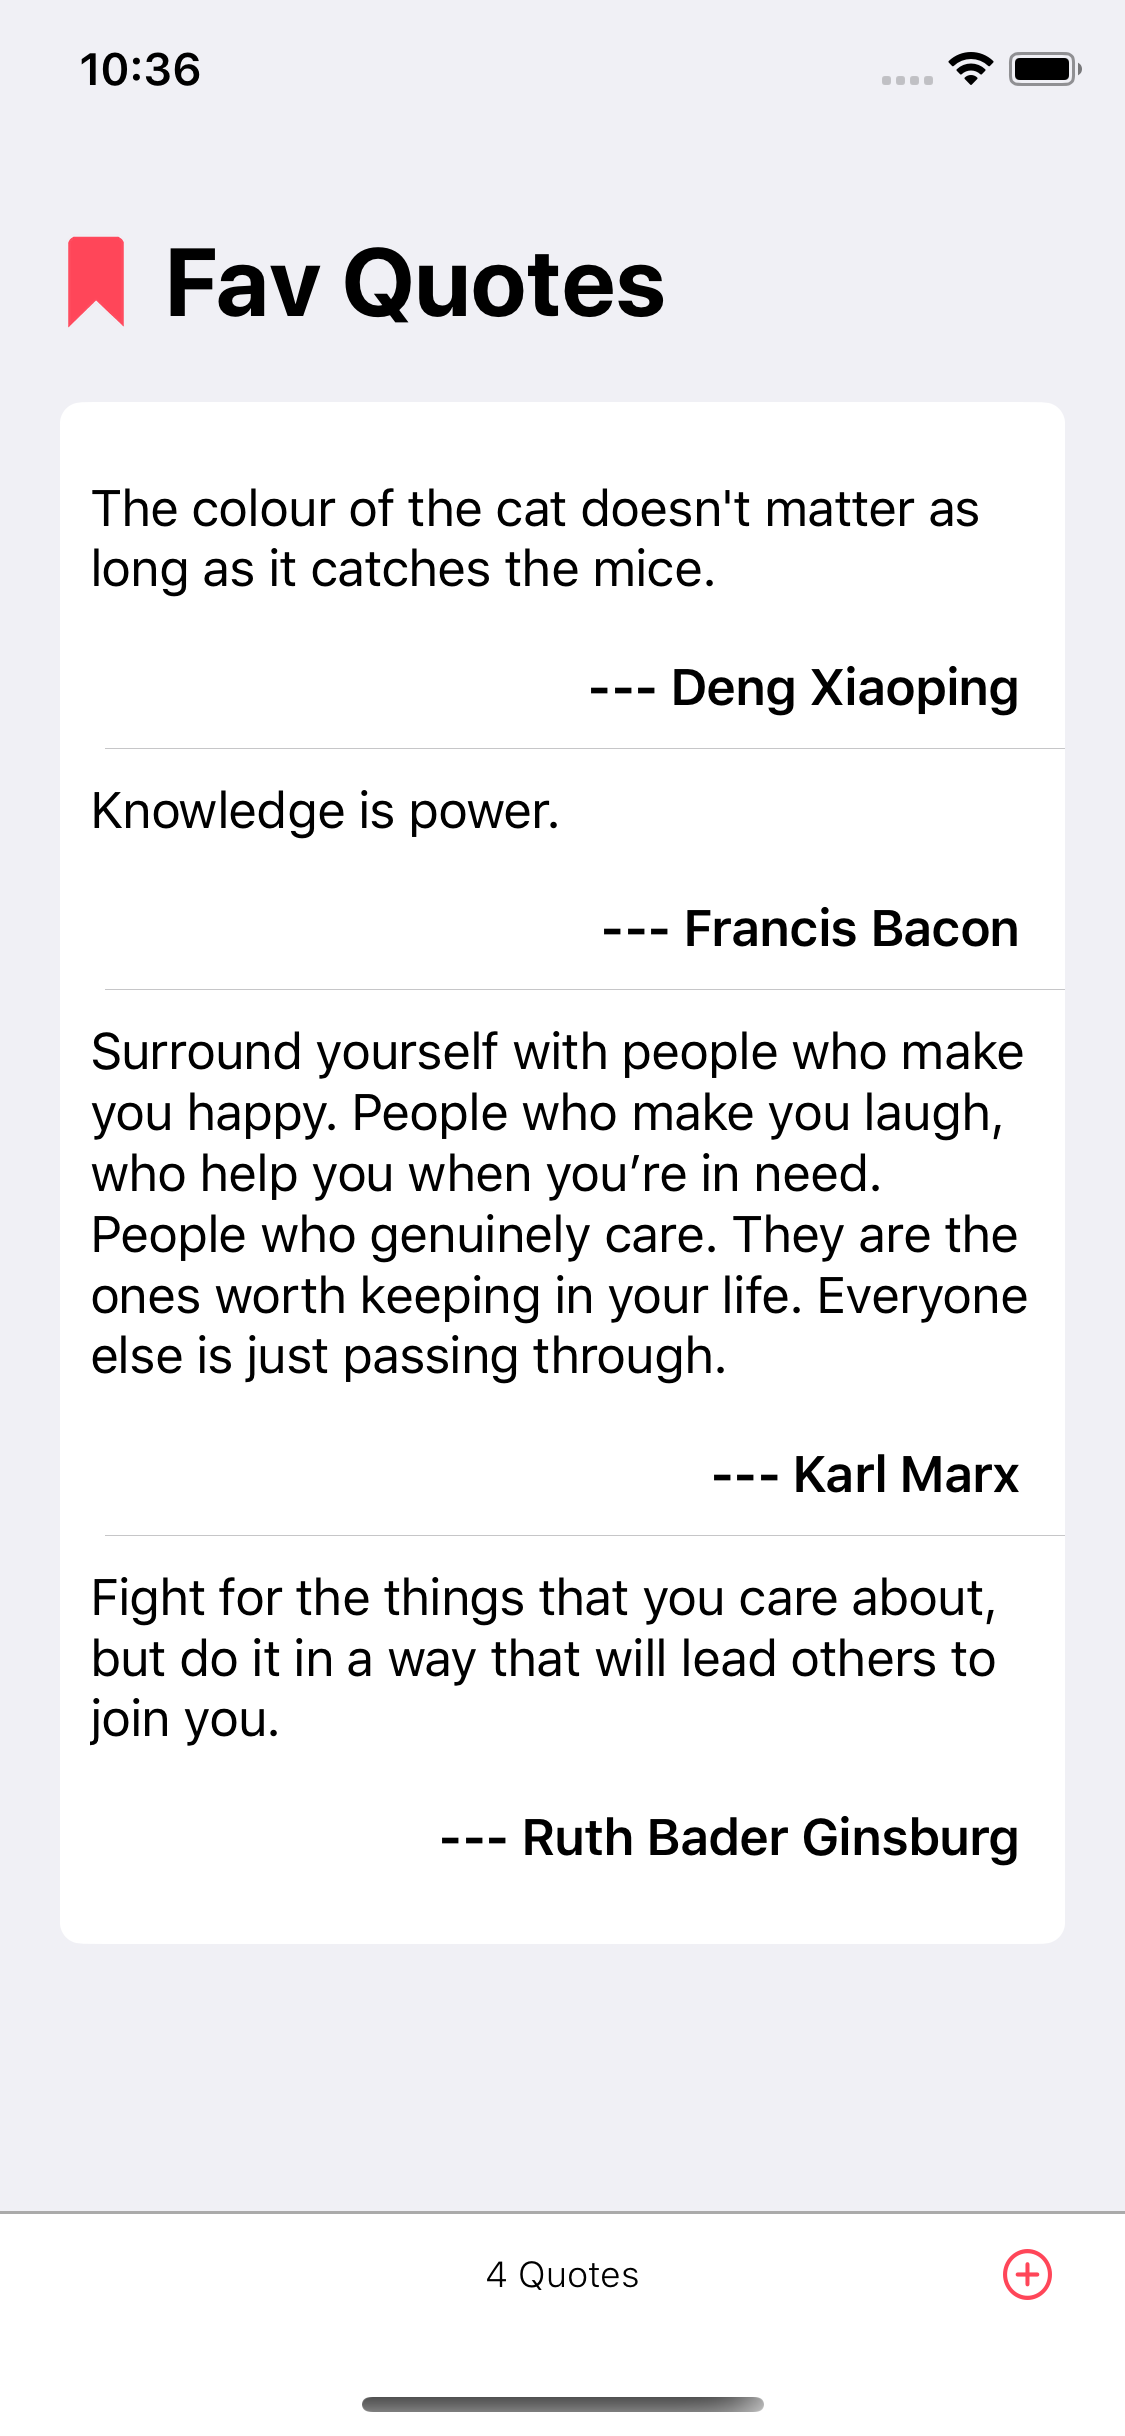 10:36
Fav Quotes
The colour of the cat doesn't matter as
long as it catches the mice.
--- Deng Xiaoping
Knowledge is power.
--- Francis Bacon
Surround yourself with people who make
you happy. People who make you laugh,
who help you when you’re in need.
People who genuinely care. They are the
ones worth keeping in your life. Everyone
else is just passing through.
--- Karl Marx
Fight for the things that you care about,
but do it in a way that will lead others to
join you.
--- Ruth Bader Ginsburg
4 Quotes